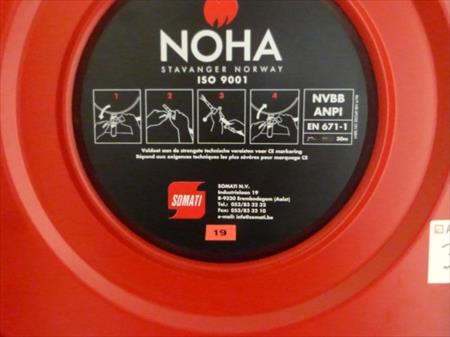 NOHA
STAVANGER NORWAY
ISO 9001
1 2 3 4
NVBB
ANPI
EN 671-1
30m
Voldoet aan de strengste technische vereisten voor CE markering
Répond aux exigences techniques les plus sévères pour marquage CE
SOMATI
SOMATI N.V.
Industrielaan 19
B-9320 Erembodegem (Aalst)
Tel.: 053/83 22 22
Fax: 053/83 32 10
e-mail: info@somati.be
19